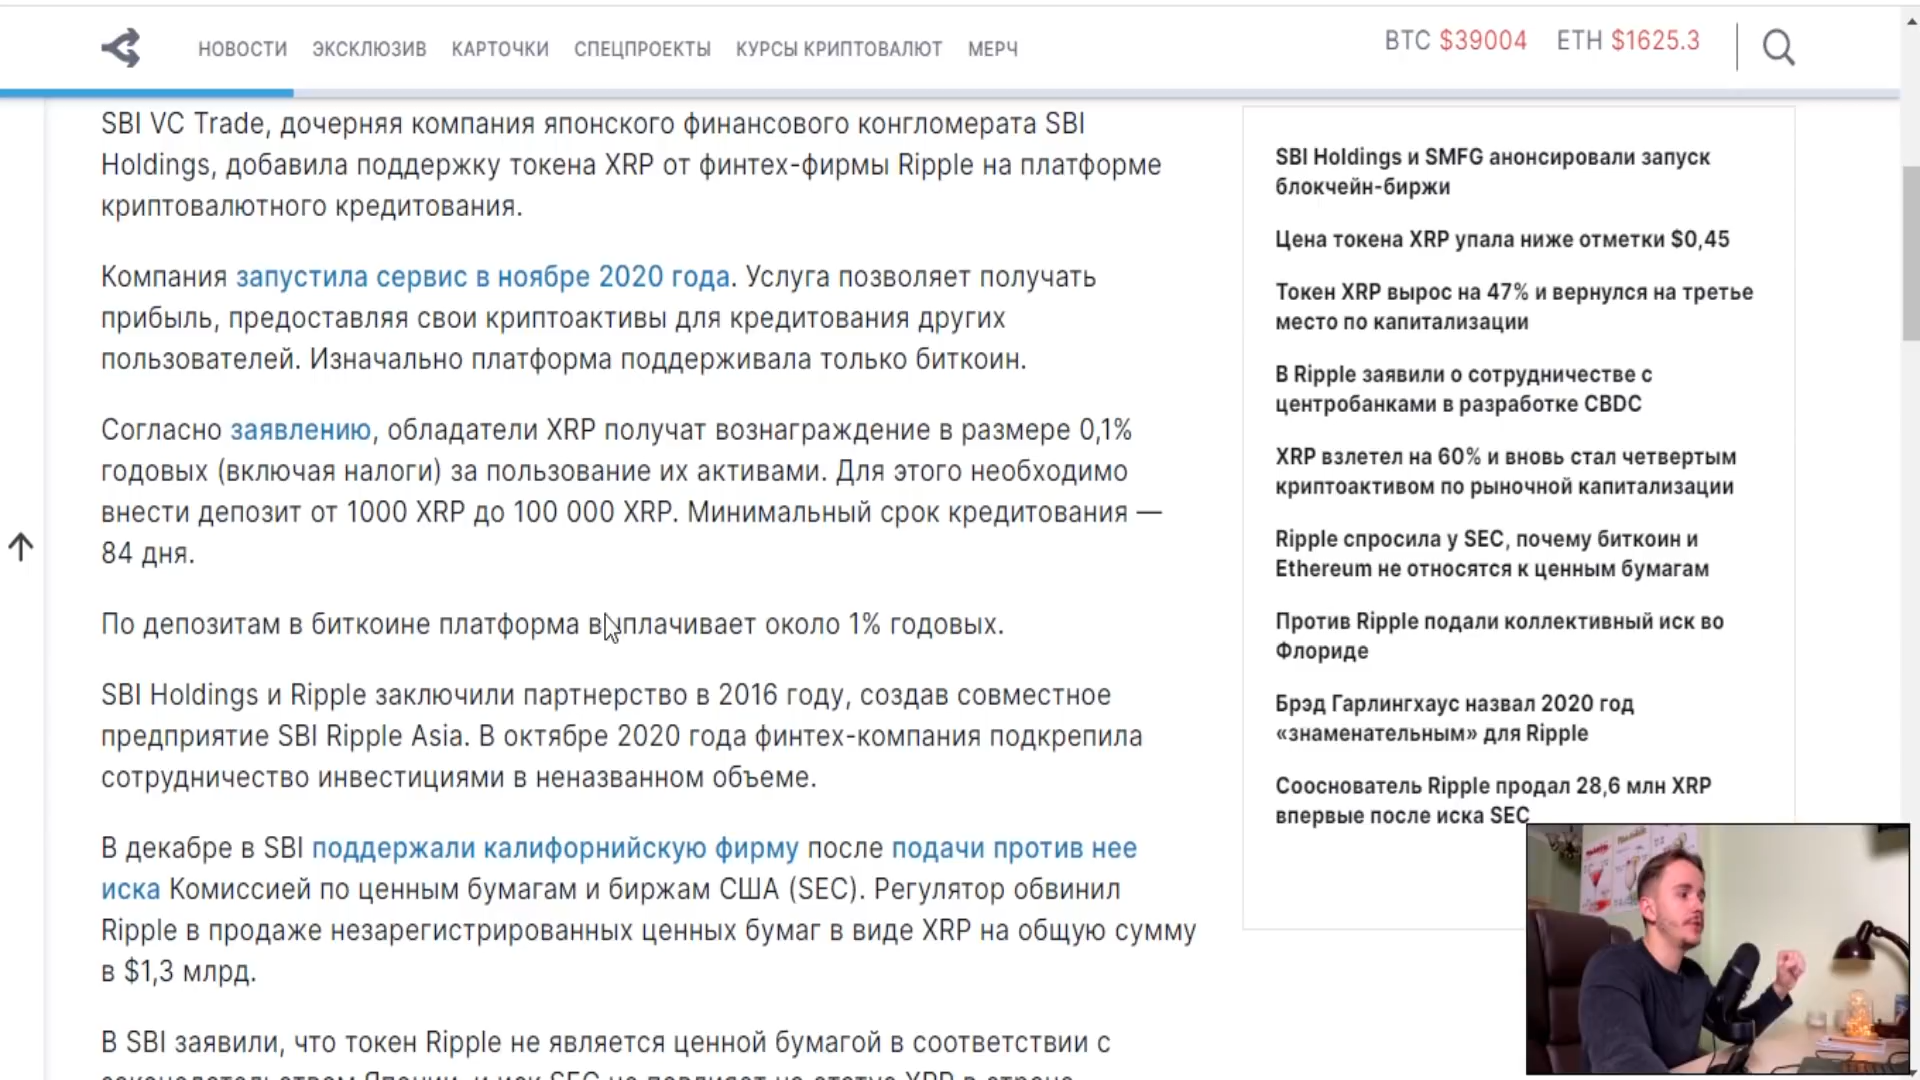 НОВОСТИ ЭКСКЛЮЗИВ КАРТОЧКИ СПЕЦПРОЕКТЫ КУРСЫ КРИПТОВАЛЮТ МЕРЧ
BTC $39004 ETH $1625.3
SBI VC Trade, дочерняя компания японского финансового конгломерата SBI
Holdings, добавила поддержку токена XRP от финтех-фирмы Ripple на платформе
криптовалютного кредитования.
Компания запустила сервис в ноябре 2020 года. Услуга позволяет получать
прибыль, предоставляя свои криптоактивы для кредитования других
пользователей. Изначально платформа поддерживала только биткоин.
Согласно заявлению, обладатели XRP получат вознаграждение в размере 0,1%
годовых (включая налоги) за пользование их активами. Для этого необходимо
внести депозит от 1000 XRP до 100 000 XRP. Минимальный срок кредитования —
84 дня.
По депозитам в биткоине платформа выплачивает около 1% годовых.
SBI Holdings и Ripple заключили партнерство в 2016 году, создав совместное
предприятие SBI Ripple Asia. В октябре 2020 года финтех-компания подкрепила
сотрудничество инвестициями в неназванном объеме.
В декабре в SBI поддержали калифорнийскую фирму после подачи против нее
иска Комиссией по ценным бумагам и биржам США (SEC). Регулятор обвинил
Ripple в продаже незарегистрированных ценных бумаг в виде XRP на общую сумму
в $1,3 млрд.
В SBI заявили, что токен Ripple не является ценной бумагой в соответствии с
SBI Holdings и SMFG анонсировали запуск
блокчейн-биржи
Цена токена XRP упала ниже отметки $0,45
Токен XRP вырос на 47% и вернулся на третье
место по капитализации
В Ripple заявили о сотрудничестве с
центробанками в разработке CBDC
XRP взлетел на 60% и вновь стал четвертым
криптоактивом по рыночной капитализации
Ripple спросила у SEC, почему биткоин и
Ethereum не относятся к ценным бумагам
Против Ripple подали коллективный иск во
Флориде
Брэд Гарлингхаус назвал 2020 год
«знаменательным» для Ripple
Сооснователь Ripple продал 28,6 млн XRP
впервые после иска SEC